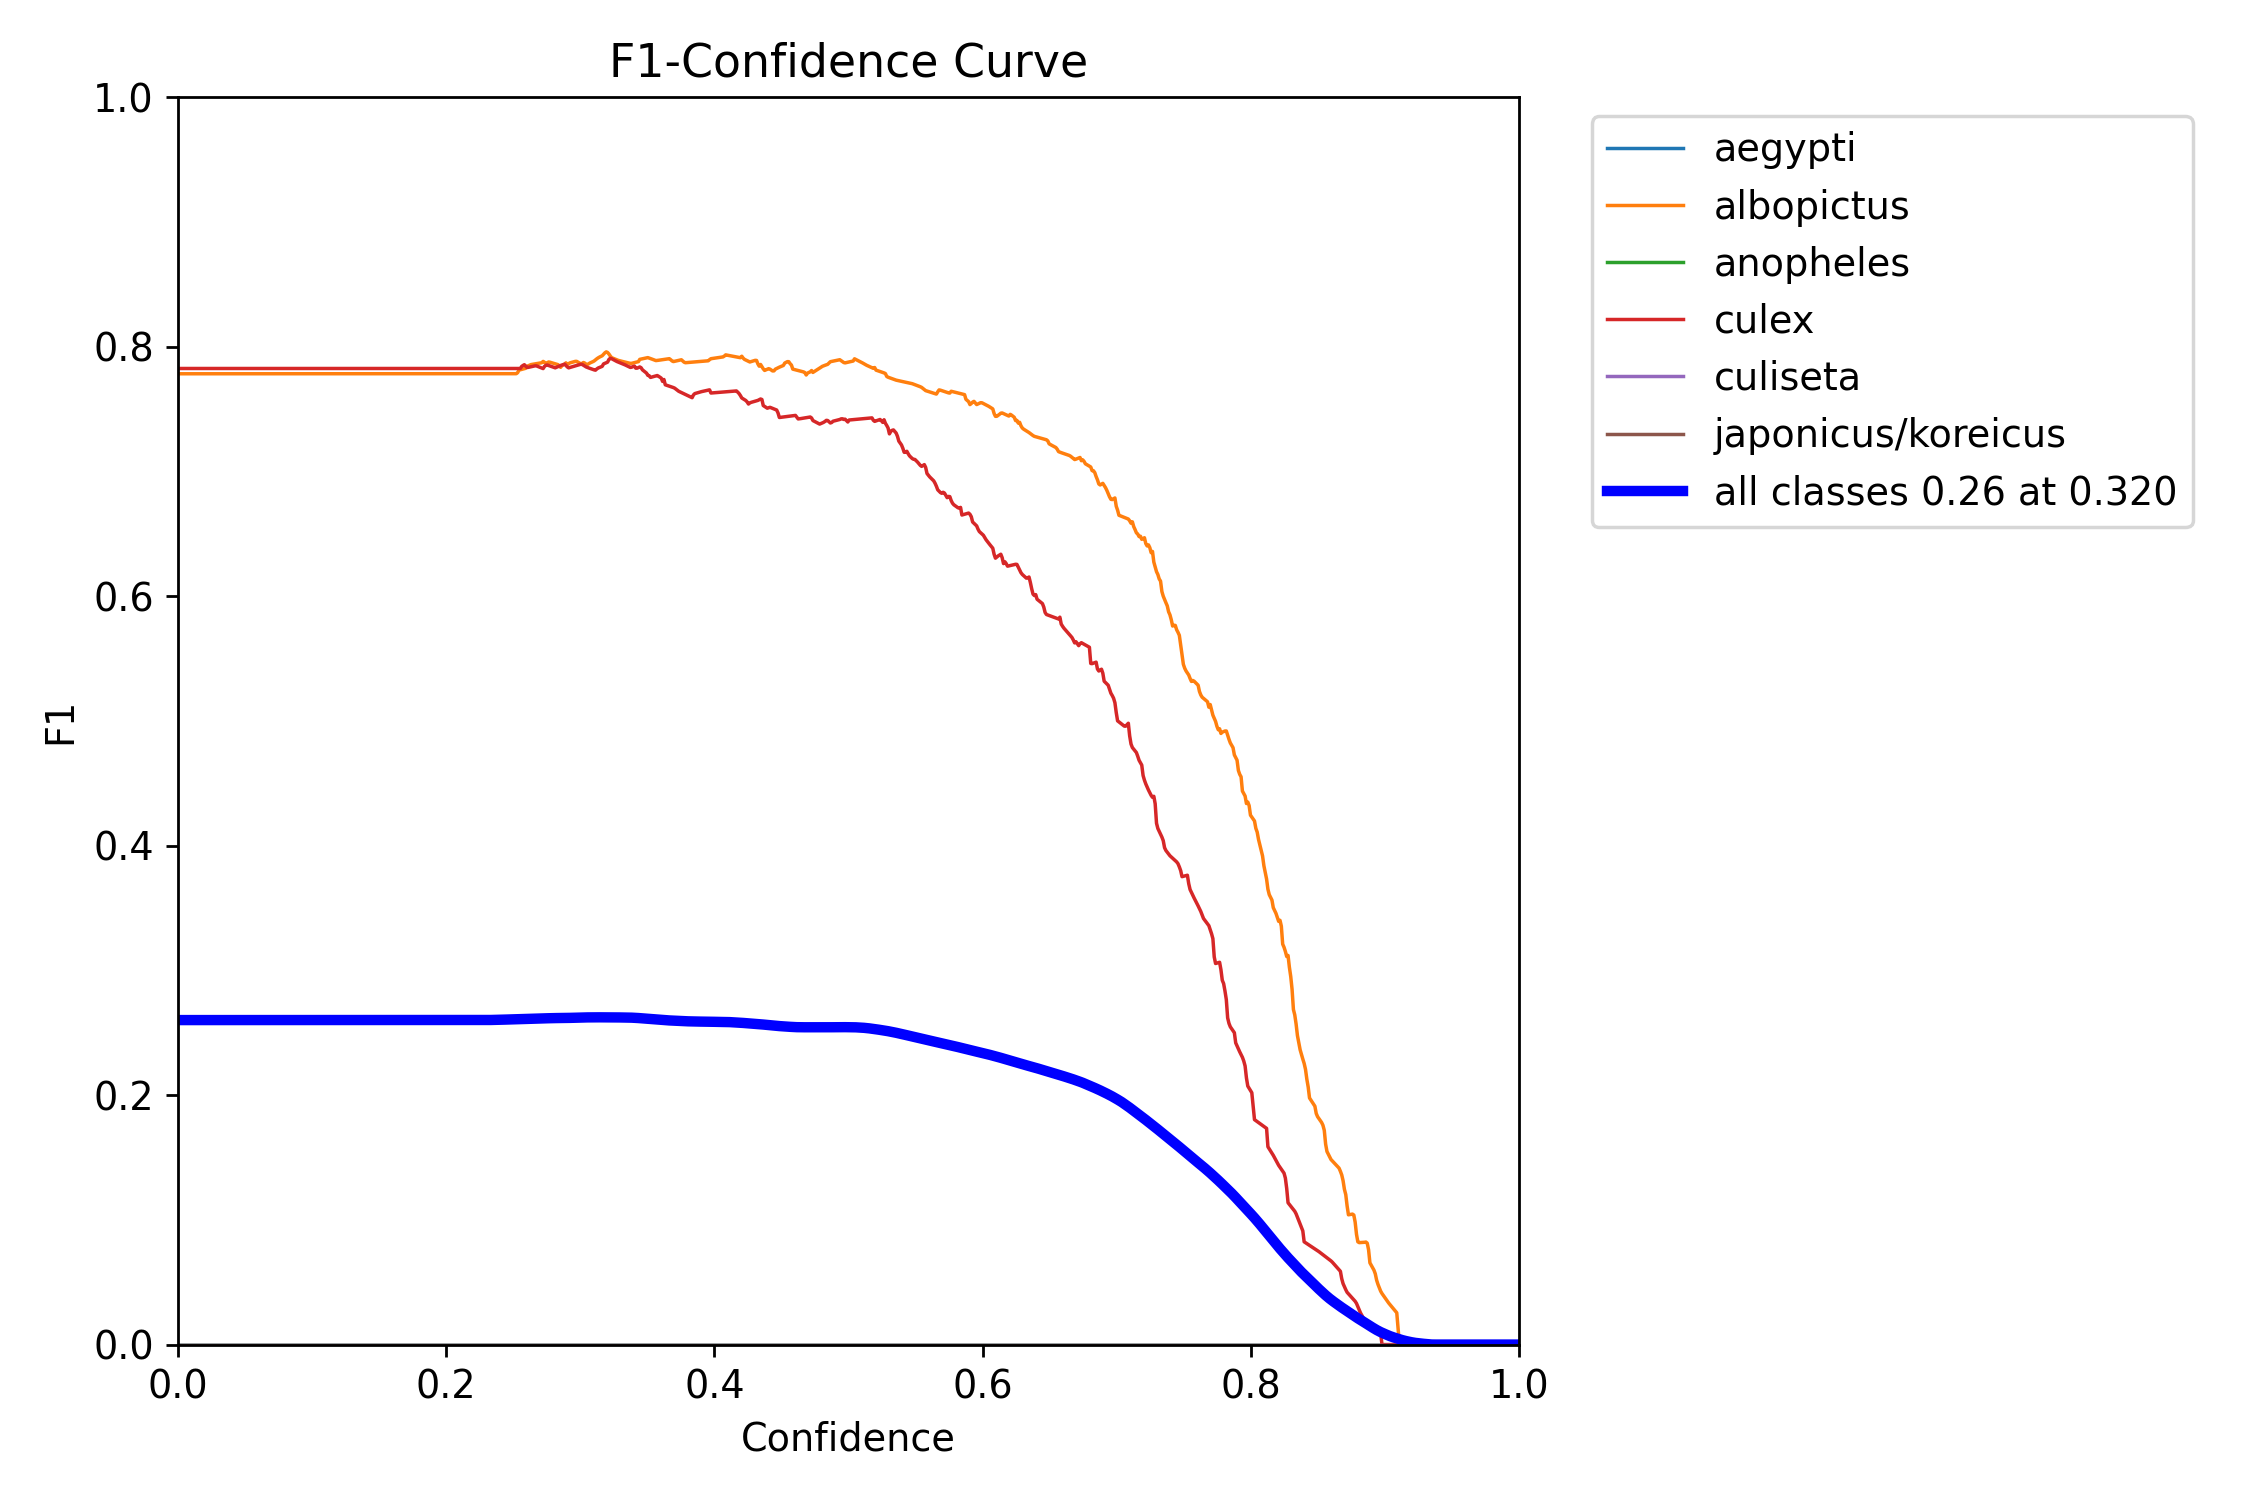 F1-Confidence Curve
1.0
0.8
0.6
0.4
0.2
0.0
F1
0.0 0.2 0.4 0.6 0.8 1.0
Confidence
aegypti
albopictus
anopheles
culex
culiseta
japonicus/koreicus
all classes 0.26 at 0.320